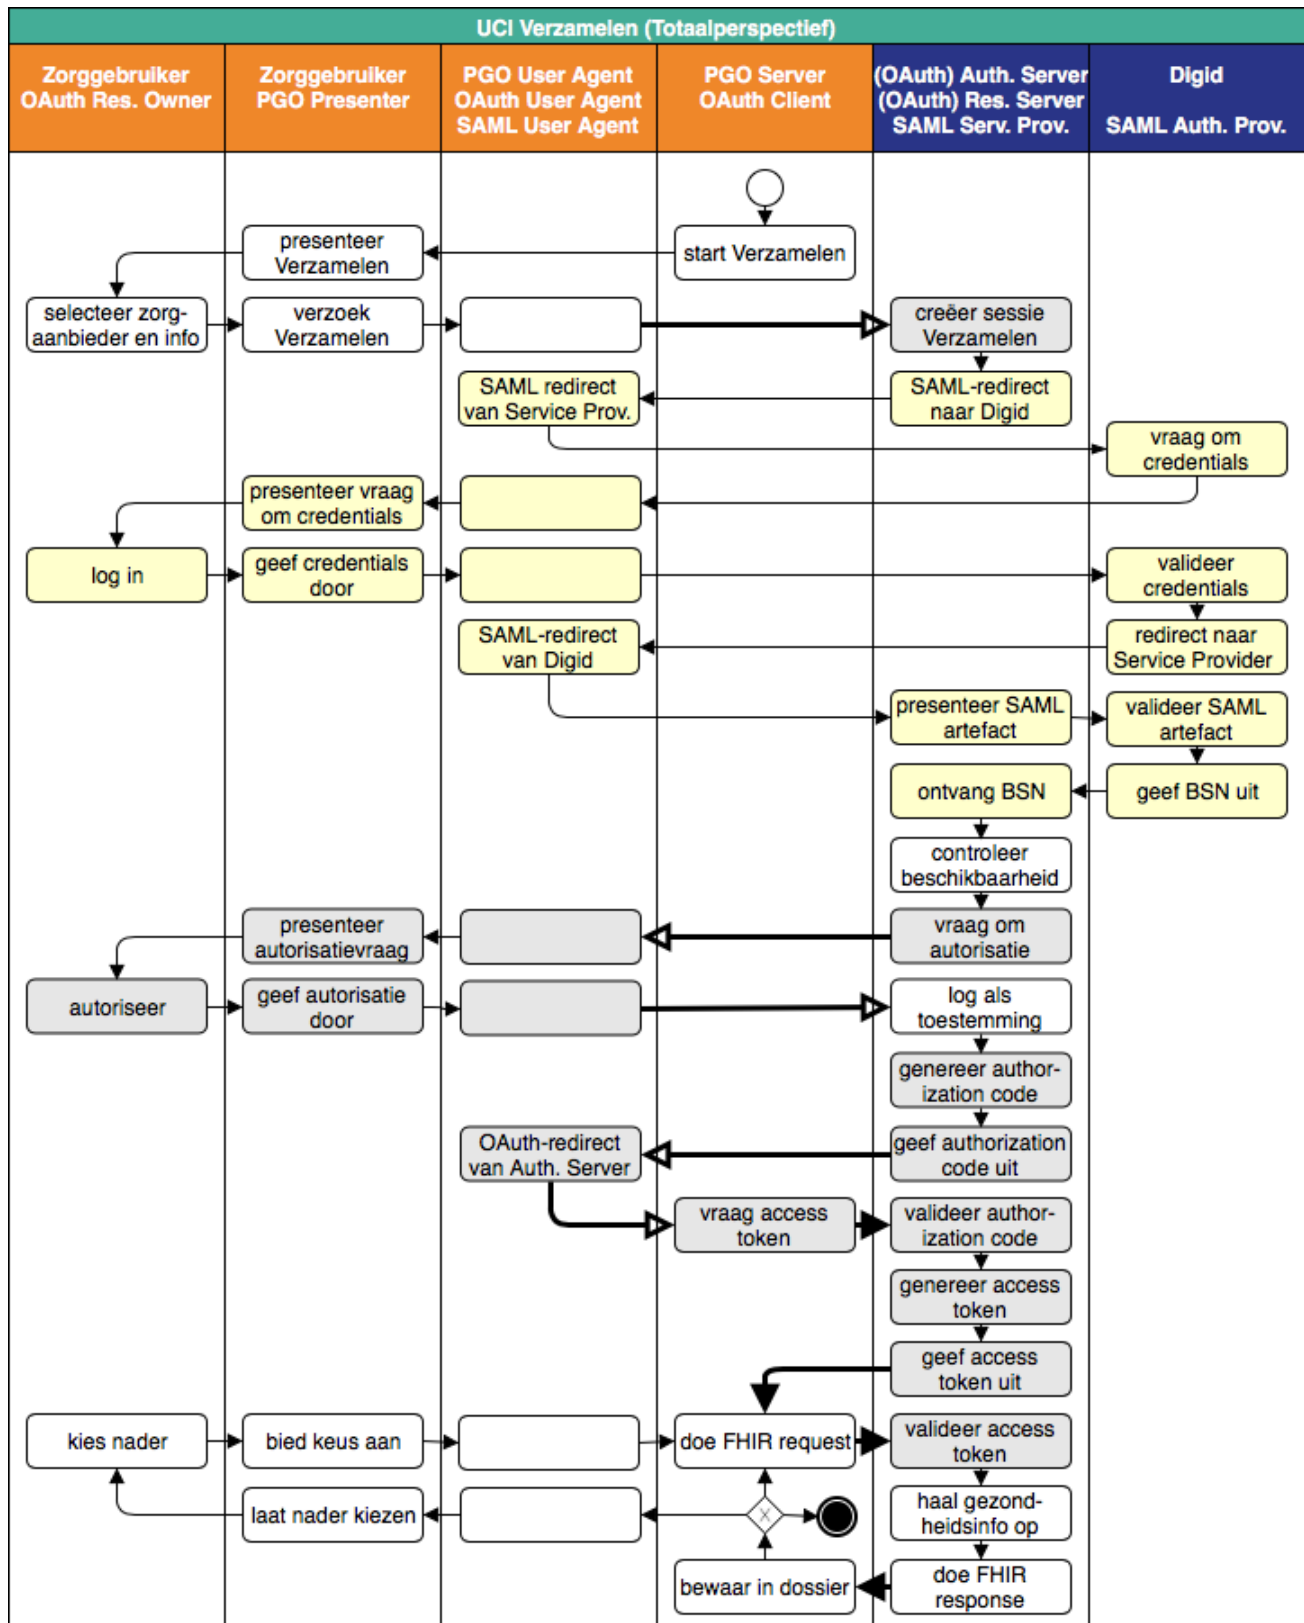 UCI Verzamelen (Totaalperspectief)
Zorggebruiker
OAuth Res. Owner
Zorggebruiker
PGO Presenter
PGO User Agent
OAuth User Agent
SAML User Agent
PGO Server
OAuth Client
(OAuth) Auth. Server
(OAuth) Res. Server
SAML Serv. Prov.
Digid
SAML Auth. Prov.
presenteer
Verzamelen
start Verzamelen
selecteer zorg-
aanbieder en info
verzoek
Verzamelen
creëer sessie
Verzamelen
SAML redirect
van Service Prov.
SAML-redirect
naar Digid
vraag om
credentials
presenteer vraag
om credentials
log in
geef credentials
door
valideer
credentials
SAML-redirect
van Digid
redirect naar
Service Provider
presenteer SAML
artefact
valideer SAML
artefact
ontvang BSN
geef BSN uit
controleer
beschikbaarheid
presenteer
autorisatievraag
vraag om
autorisatie
autoriseer
geef autorisatie
door
log als
toestemming
genereer author-
ization code
OAuth-redirect
van Auth. Server
geef authorization
code uit
vraag access
token
valideer author-
ization code
genereer access
token
geef access
token uit
kies nader
bied keus aan
doe FHIR request
valideer access
token
laat nader kiezen
X
haal gezond-
heidsinfo op
bewaar in dossier
doe FHIR
response